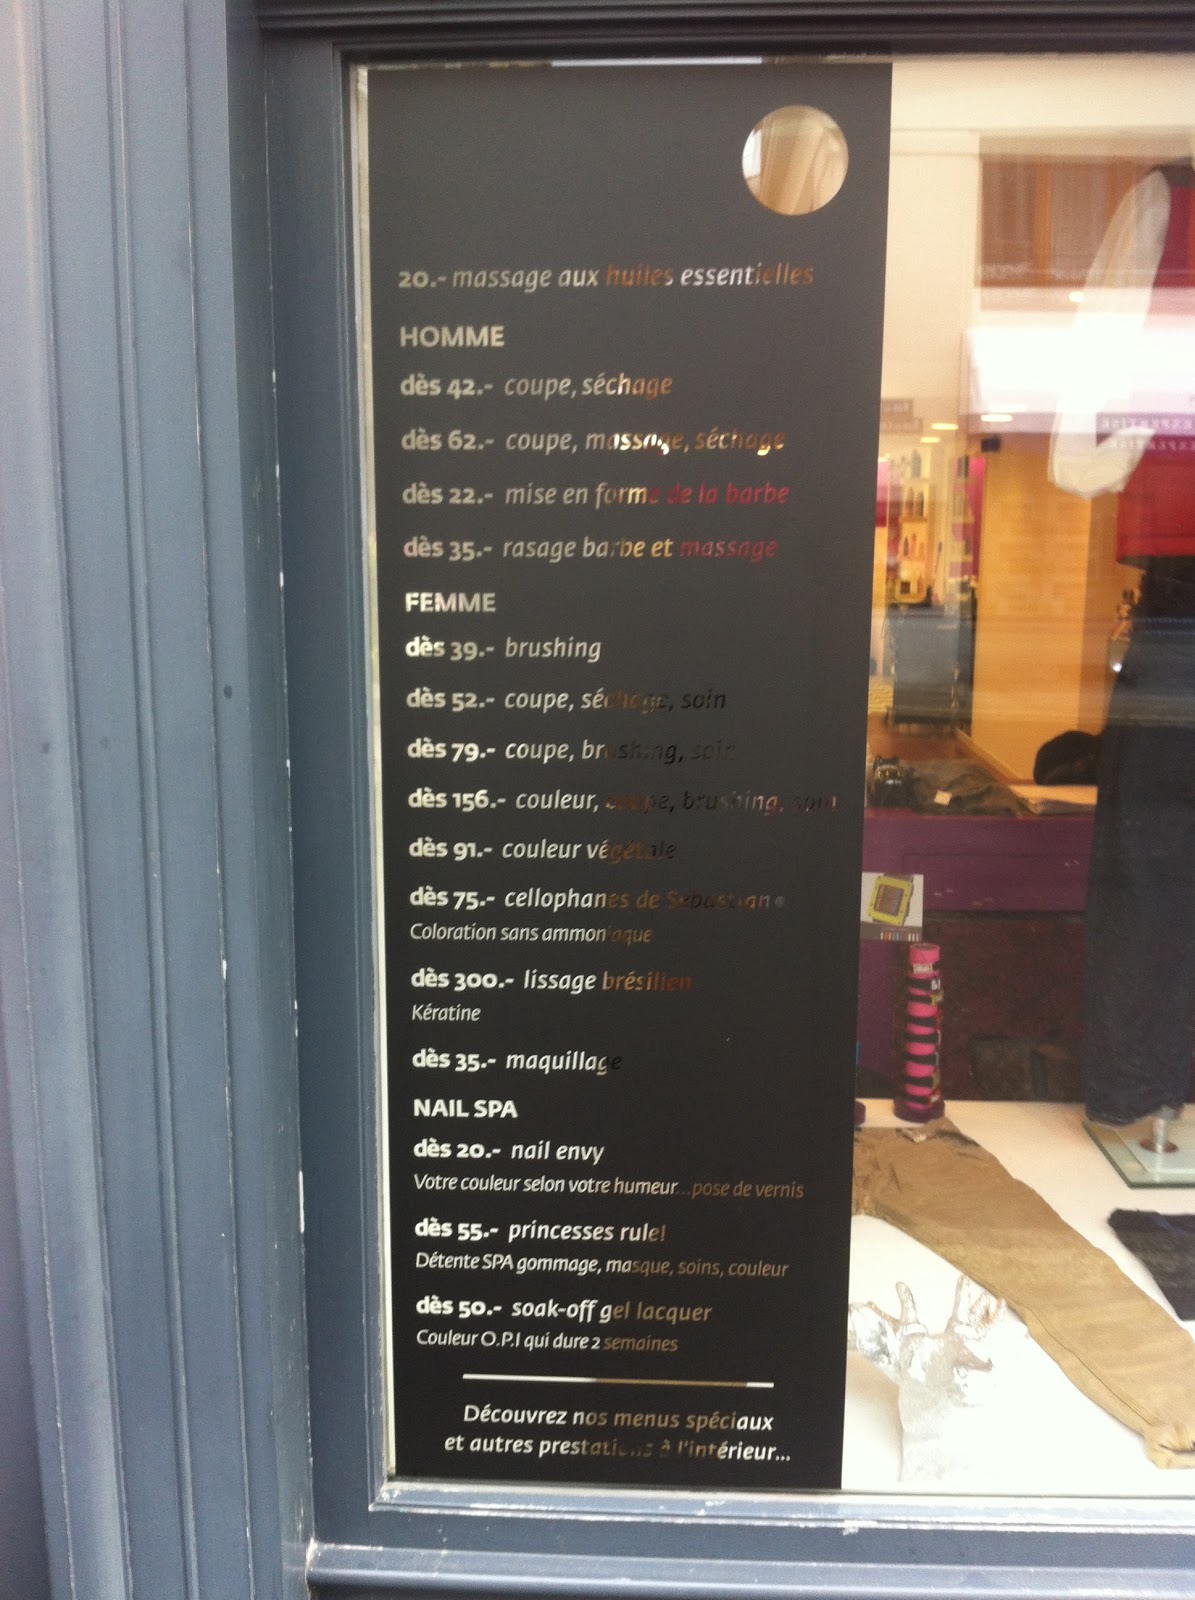 20.- massage aux huiles essentielles
HOMME
dès 42.- coupe, séchage
dès 62.- coupe, massage, séchage
dès 22.- mise en forme de la barbe
dès 35.- rasage barbe et massage
FEMME
dès 39.- brushing
dès 52.- coupe, séchage, soin
dès 79.- coupe, brushing, soin
dès 156.- couleur, coupe, brushing, soin
dès 91.- couleur végétale
dès 75.- cellophanes de Sebastiane
Coloration sans ammoniaque
dès 300.- lissage brésilien
Kératine
dès 35.- maquillage
NAIL SPA
dès 20.- nail envy
Votre couleur selon votre humeur...pose de vernis
dès 55.- princesses rule!
Détente SPA gommage, masque, soins, couleur
dès 50.- soak-off gel lacquer
Couleur O.P.I qui dure 2 semaines
Découvrez nos menus spéciaux
et autres prestations à l'intérieur...